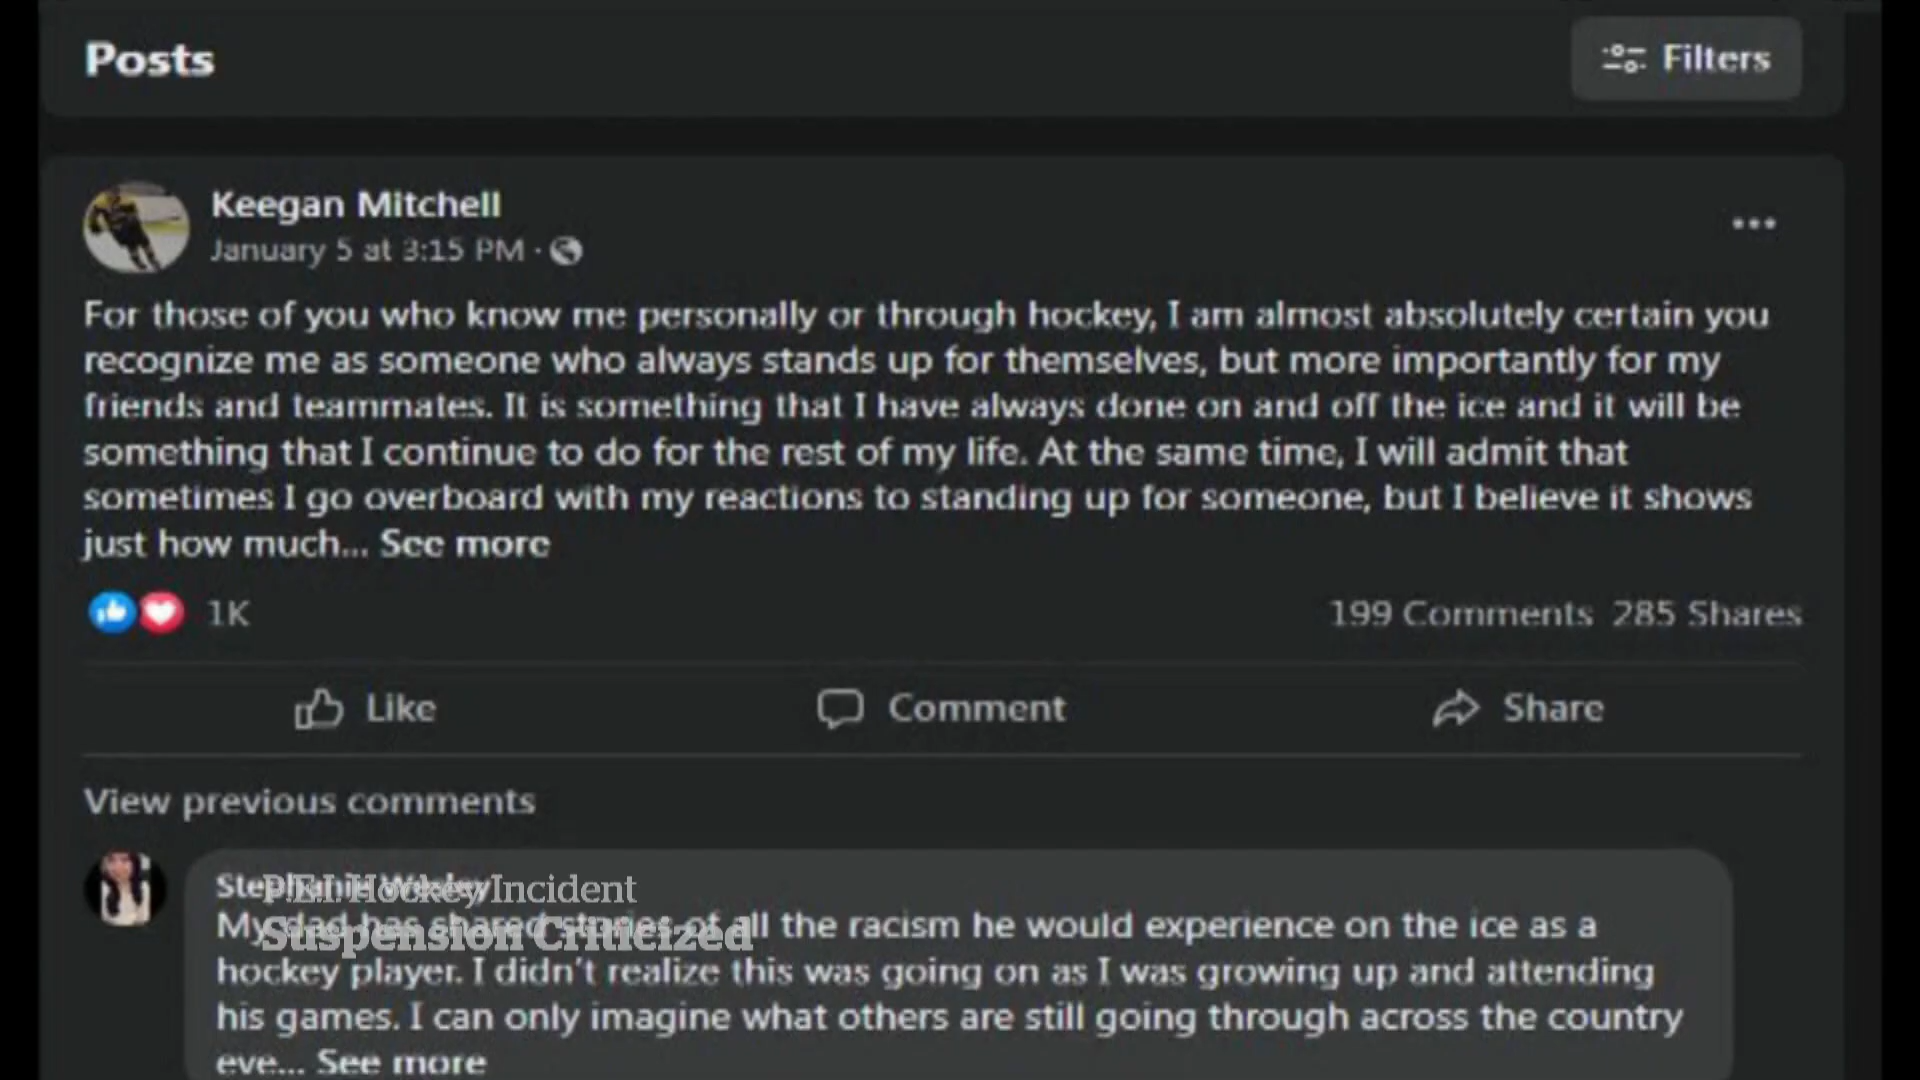 Posts
Filters
Keegan Mitchell
January 5 at 3:15 PM ·
For those of you who know me personally or through hockey, I am almost absolutely certain you
recognize me as someone who always stands up for themselves, but more importantly for my
friends and teammates. It is something that I have always done on and off the ice and it will be
something that I continue to do for the rest of my life. At the same time, I will admit that
sometimes I go overboard with my reactions to standing up for someone, but I believe it shows
just how much... See more
1K
199 Comments 285 Shares
Like
Comment
Share
View previous comments
Stephanie
P.E.I. Hockey Incident
My dad has shared stories of all the racism he would experience on the ice as a
Suspension Criticized
hockey player. I didn't realize this was going on as I was growing up and attending
his games. I can only imagine what others are still going through across the country
eve... See more